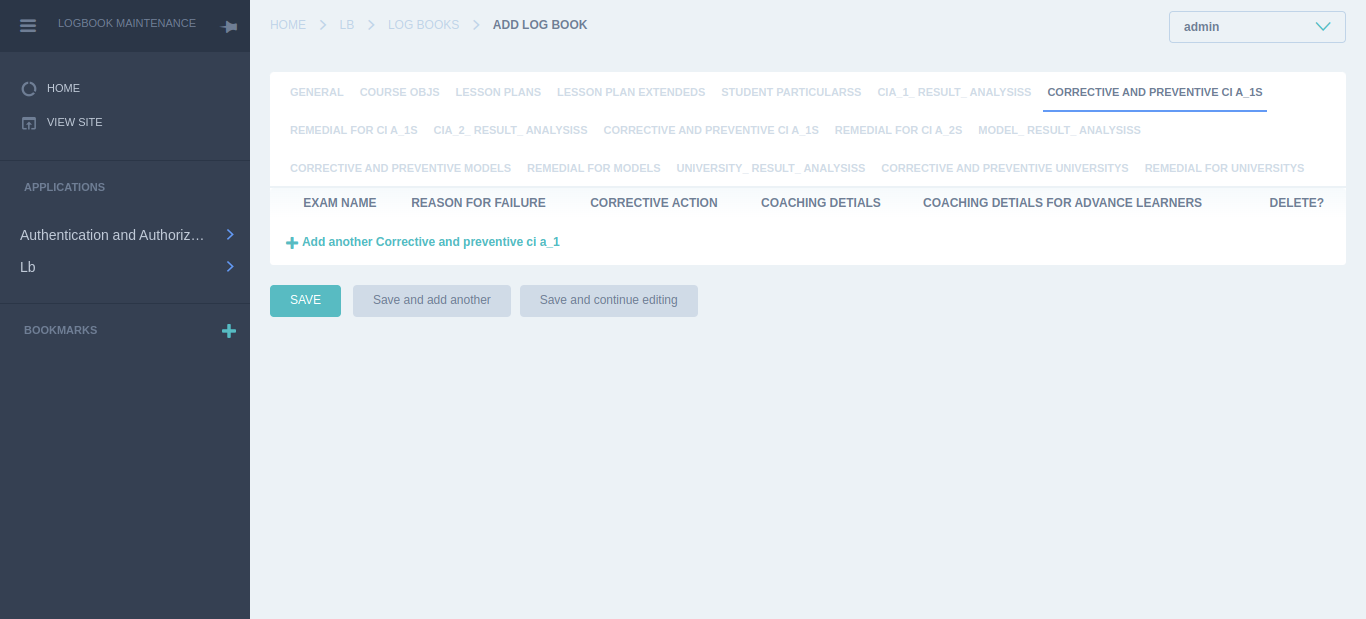 LOGBOOK MAINTENANCE
HOME
VIEW SITE
APPLICATIONS
Authentication and Authoriz…
Lb
BOOKMARKS
HOME LB LOG BOOKS ADD LOG BOOK
admin
GENERAL COURSE OBJS LESSON PLANS LESSON PLAN EXTENDEDS STUDENT PARTICULARSS CIA_1_ RESULT_ ANALYSISS CORRECTIVE AND PREVENTIVE CI A_1S
REMEDIAL FOR CI A_1S CIA_2_ RESULT_ ANALYSISS CORRECTIVE AND PREVENTIVE CI A_1S REMEDIAL FOR CI A_2S MODEL_ RESULT_ ANALYSISS
CORRECTIVE AND PREVENTIVE MODELS REMEDIAL FOR MODELS UNIVERSITY_ RESULT_ ANALYSISS CORRECTIVE AND PREVENTIVE UNIVERSITYS REMEDIAL FOR UNIVERSITYS
EXAM NAME REASON FOR FAILURE CORRECTIVE ACTION COACHING DETIALS COACHING DETIALS FOR ADVANCE LEARNERS DELETE?
Add another Corrective and preventive ci a_1
SAVE Save and add another Save and continue editing